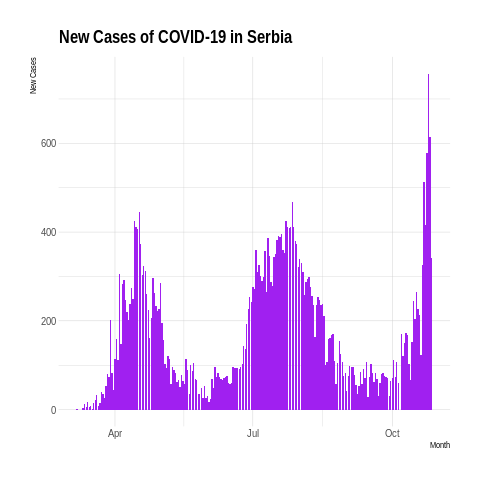 New Cases of COVID-19 in Serbia
New Cases
600
400
200
0
Apr
Jul
Oct
Month